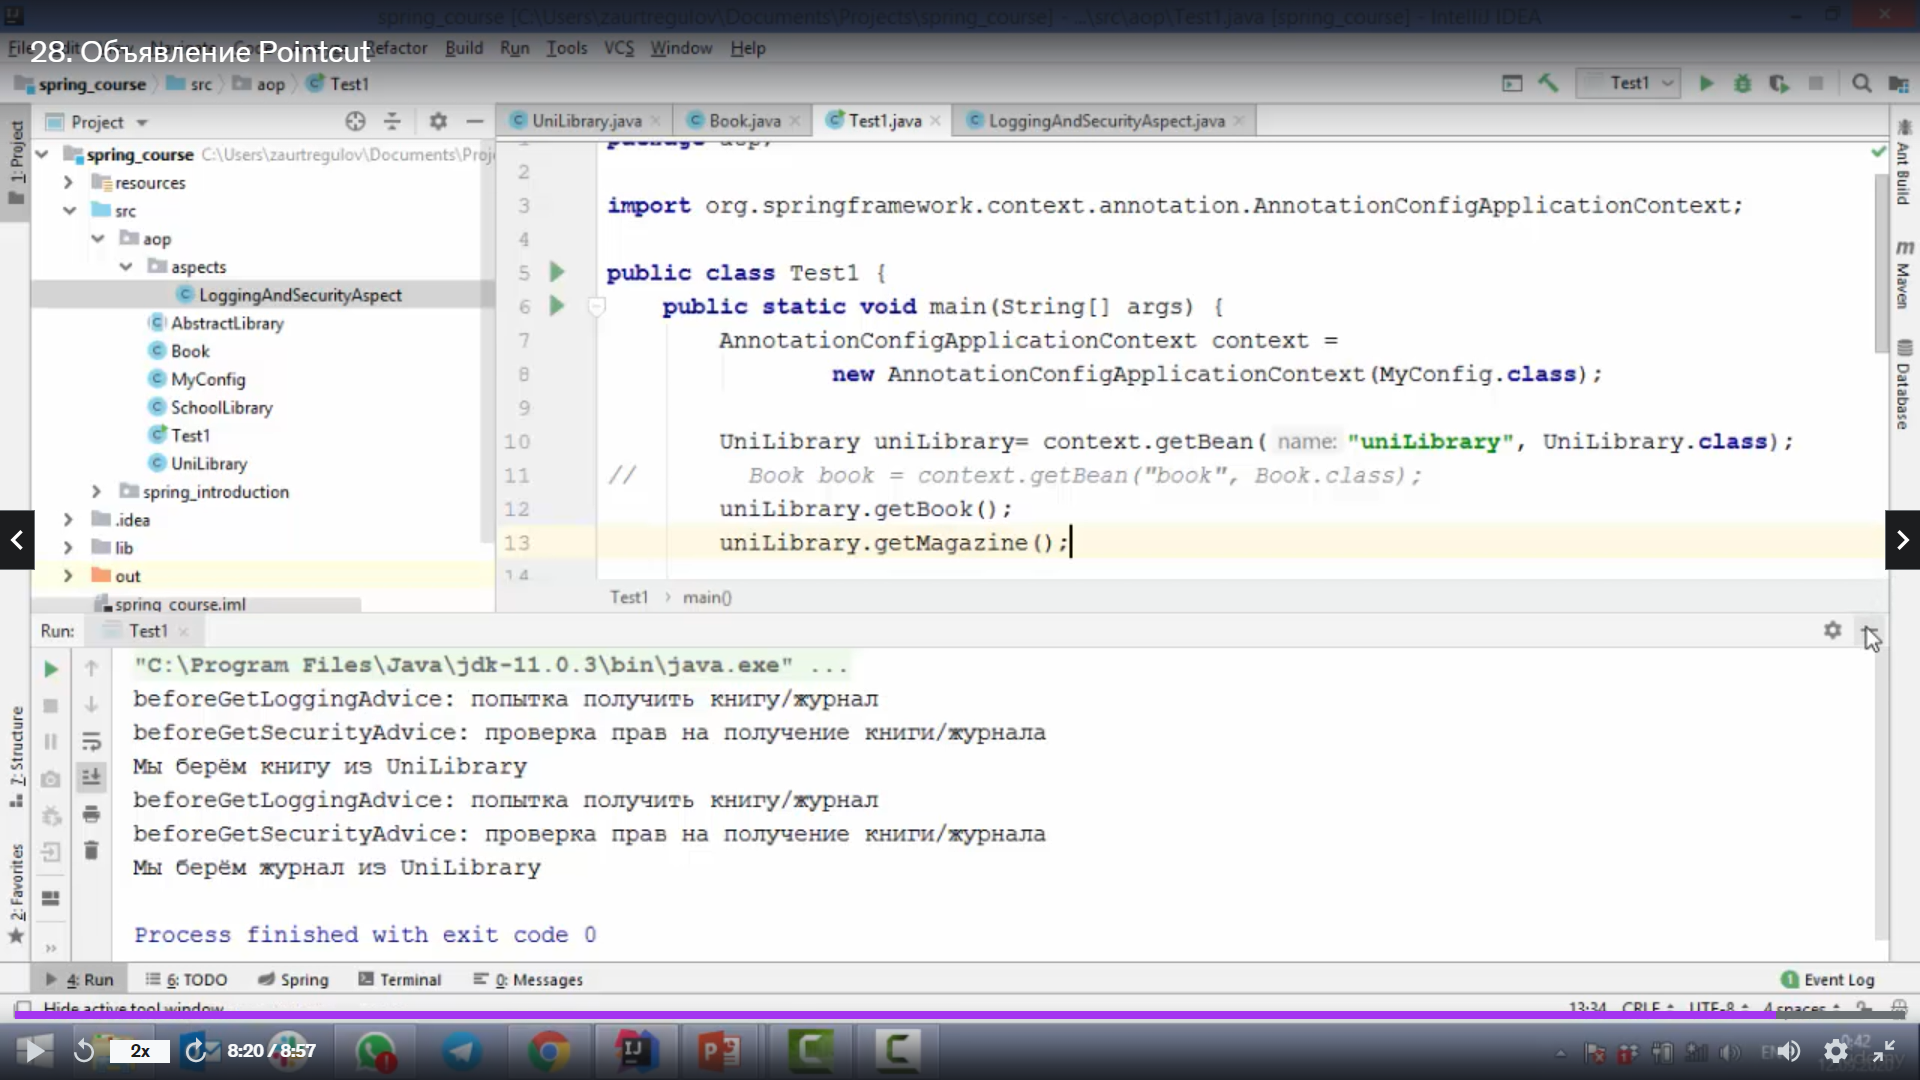 spring_course [C:\Users\zaurtregulov\Documents\Projects\spring_course] - ...\src\aop\Test1.java [spring_course] - IntelliJ IDEA
28. Объявление Pointcut
Refactor Build Run Tools VCS Window Help
spring_course src aop Test1
Test1
Project
UniLibrary.java Book.java Test1.java LoggingAndSecurityAspect.java
spring_course C:\Users\zaurtregulov\Documents\Proj
resources
src
aop
aspects
LoggingAndSecurityAspect
AbstractLibrary
Book
MyConfig
SchoolLibrary
Test1
UniLibrary
spring_introduction
.idea
lib
out
spring_course.iml
1: Project
7: Structure
2: Favorites
package aop;
2
3 import org.springframework.context.annotation.AnnotationConfigApplicationContext;
4
5 public class Test1 {
6 public static void main(String[] args) {
7 AnnotationConfigApplicationContext context =
8 new AnnotationConfigApplicationContext(MyConfig.class);
9
10 UniLibrary uniLibrary= context.getBean( name: "uniLibrary", UniLibrary.class);
11 // Book book = context.getBean("book", Book.class);
12 uniLibrary.getBook();
13 uniLibrary.getMagazine();
14
Test1 > main()
Ant Build
m Maven
Database
Run: Test1
"C:\Program Files\Java\jdk-11.0.3\bin\java.exe" ...
beforeGetLoggingAdvice: попытка получить книгу/журнал
beforeGetSecurityAdvice: проверка прав на получение книги/журнала
Мы берём книгу из UniLibrary
beforeGetLoggingAdvice: попытка получить книгу/журнал
beforeGetSecurityAdvice: проверка прав на получение книги/журнала
Мы берём журнал из UniLibrary
Process finished with exit code 0
4: Run 6: TODO Spring Terminal 0: Messages
1 Event Log
Hide active tool window
13:34 CRLF UTF-8 4 spaces
2x
8:20 / 8:57